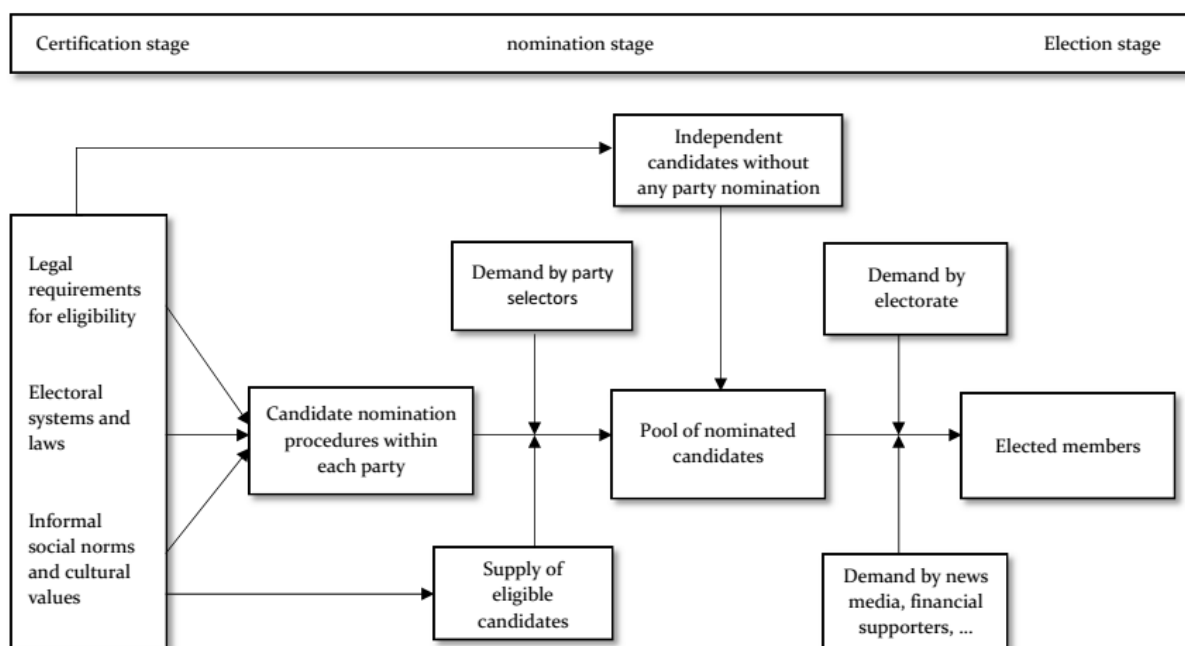 Certification stage
nomination stage
Election stage
Independent
candidates without
any party nomination
Legal
requirements
for eligibility
Electoral
systems and
laws
Informal
social norms
and cultural
values
Demand by party
selectors
Candidate nomination
procedures within
each party
Supply of
eligible
candidates
Pool of nominated
candidates
Demand by
electorate
Elected members
Demand by news
media, financial
supporters, ...